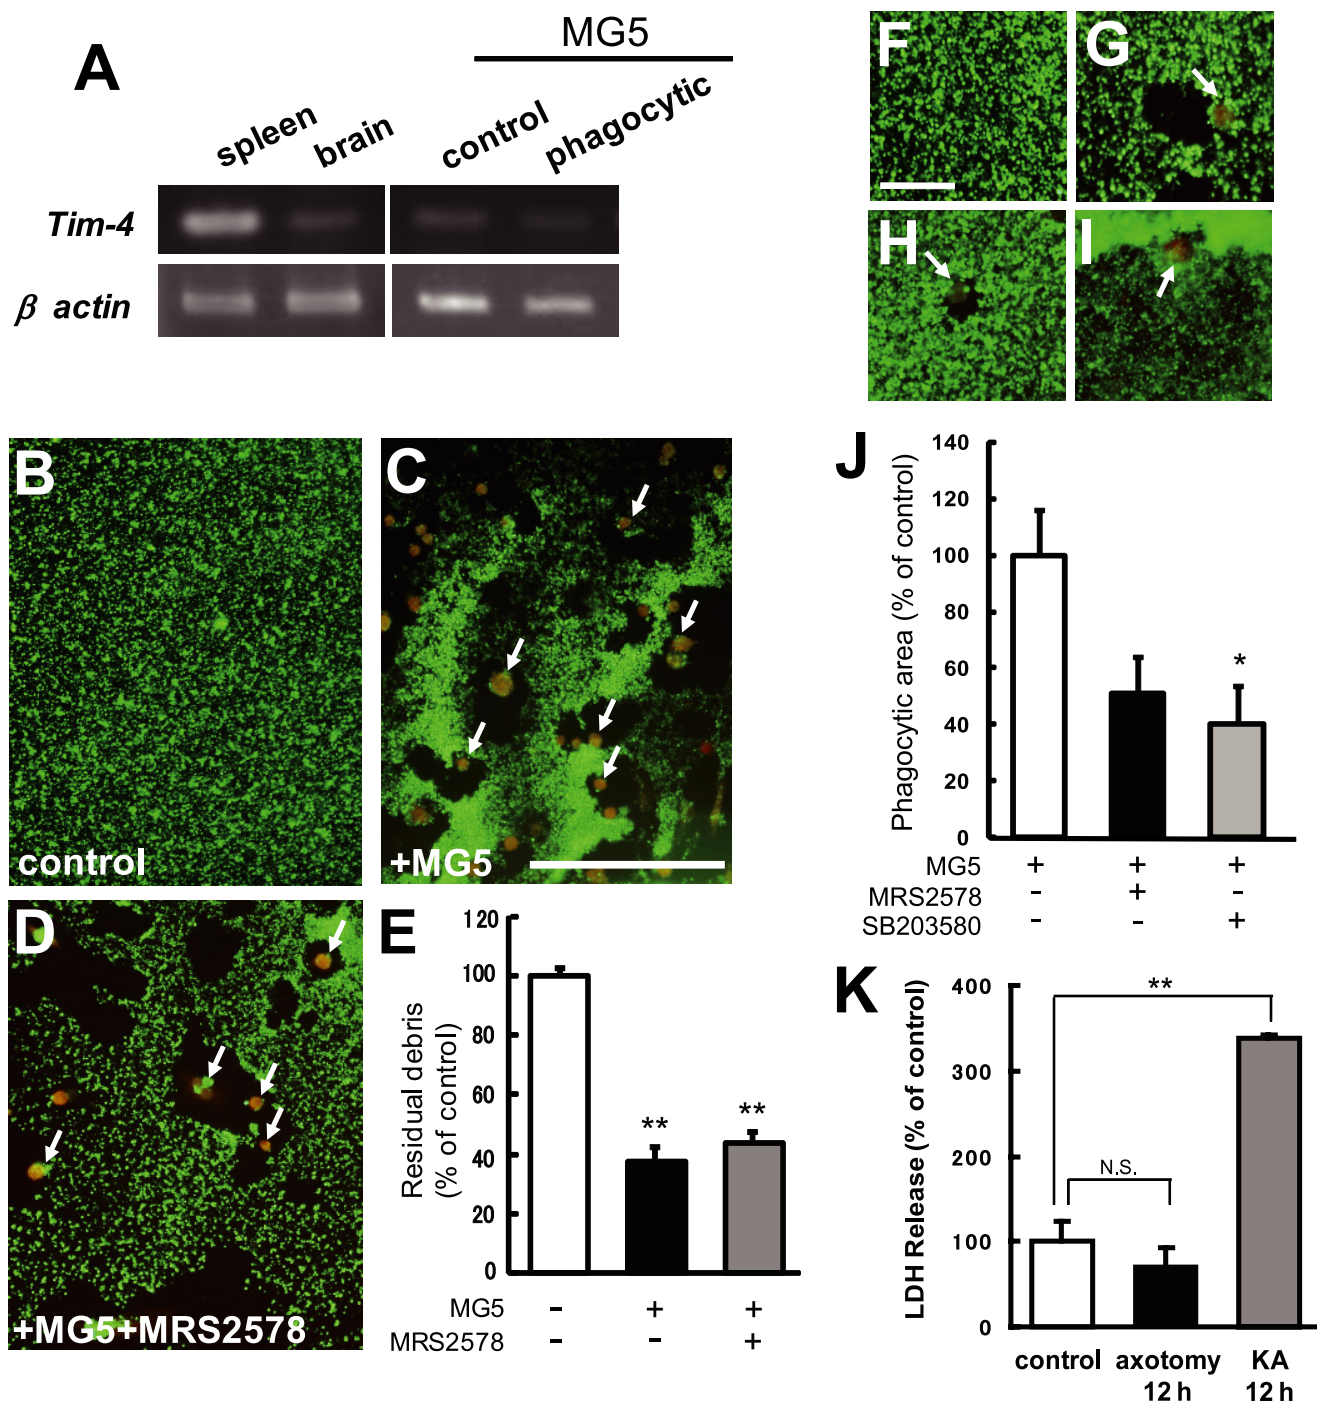 A
MG5
spleen
brain
control
phagocytic
Tim-4
β actin
B
control
C
+MG5
D
+MG5+MRS2578
E
Residual debris
(% of control)
120
100
80
60
40
20
0
**
**
MG5 - + +
MRS2578 - - +
F
G
H
I
J
Phagocytic area (% of control)
140
120
100
80
60
40
20
0
*
MG5 + + +
MRS2578 - + -
SB203580 - - +
K
LDH Release (% of control)
400
300
200
100
0
**
N.S.
control axotomy KA
12 h 12 h